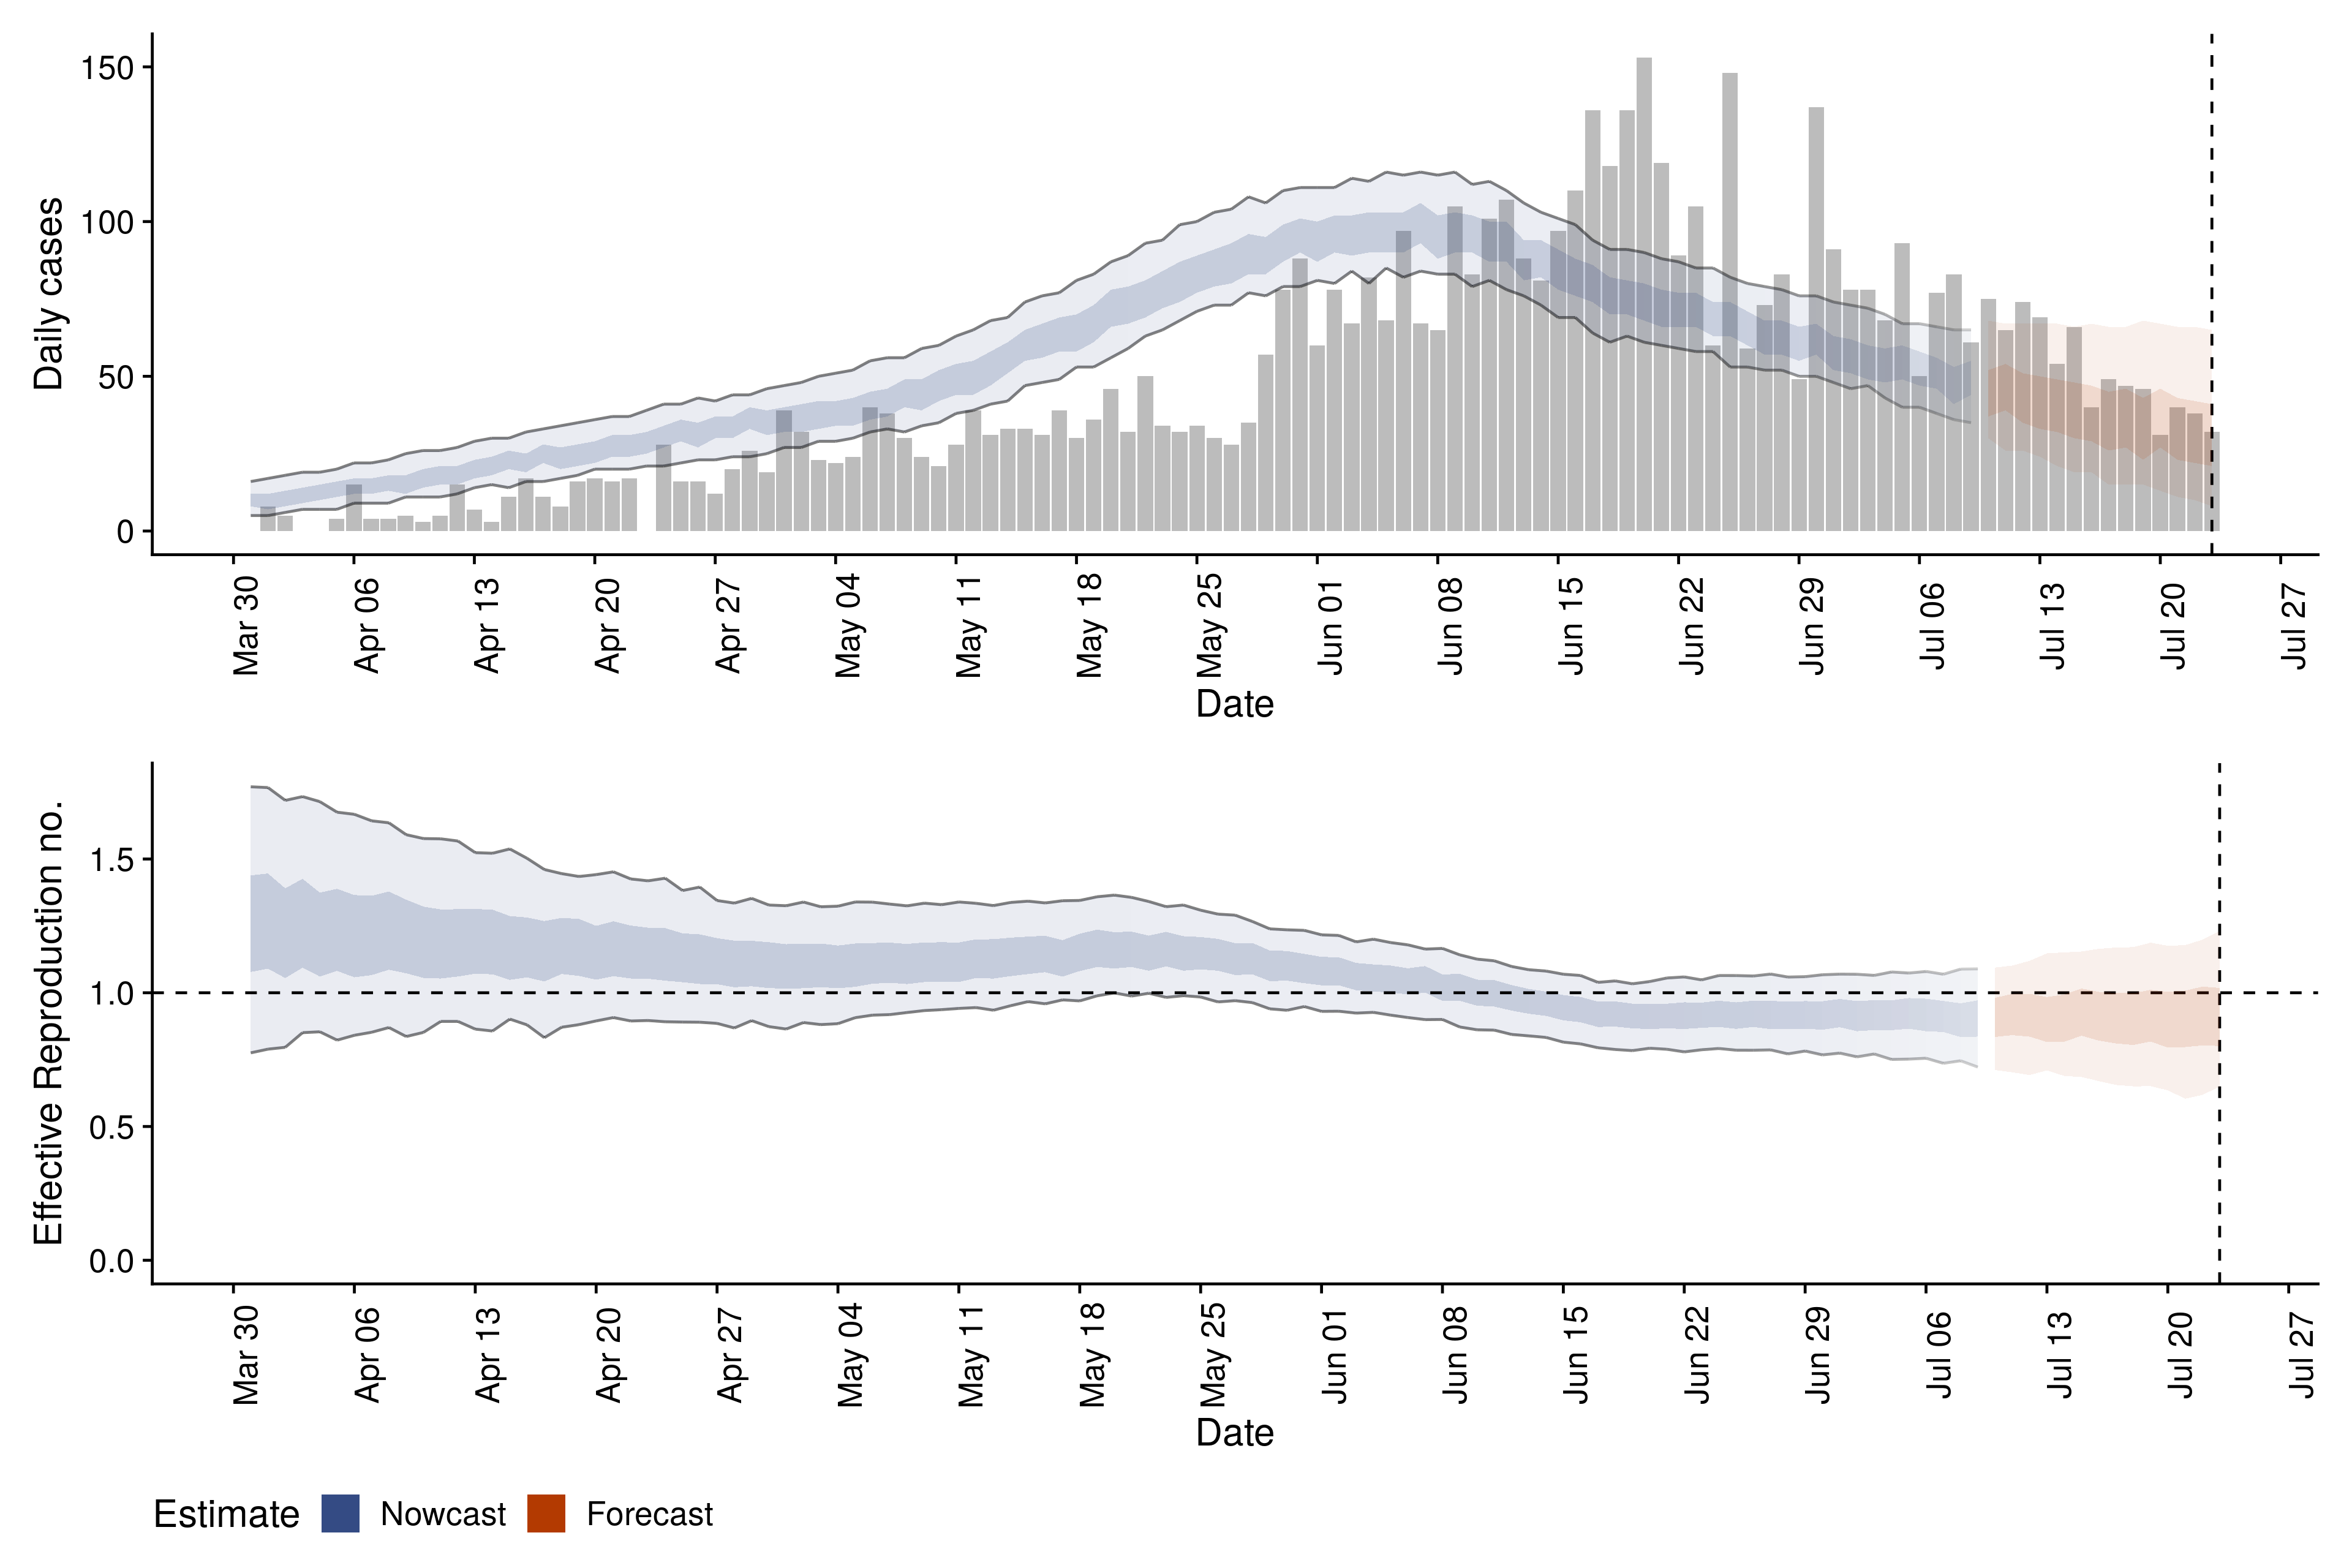 Daily cases
150
100
50
0
Mar 30 Apr 06 Apr 13 Apr 20 Apr 27 May 04 May 11 May 18 May 25 Jun 01 Jun 08 Jun 15 Jun 22 Jun 29 Jul 06 Jul 13 Jul 20 Jul 27
Date
Effective Reproduction no.
1.5
1.0
0.5
0.0
Mar 30 Apr 06 Apr 13 Apr 20 Apr 27 May 04 May 11 May 18 May 25 Jun 01 Jun 08 Jun 15 Jun 22 Jun 29 Jul 06 Jul 13 Jul 20 Jul 27
Date
Estimate Nowcast Forecast